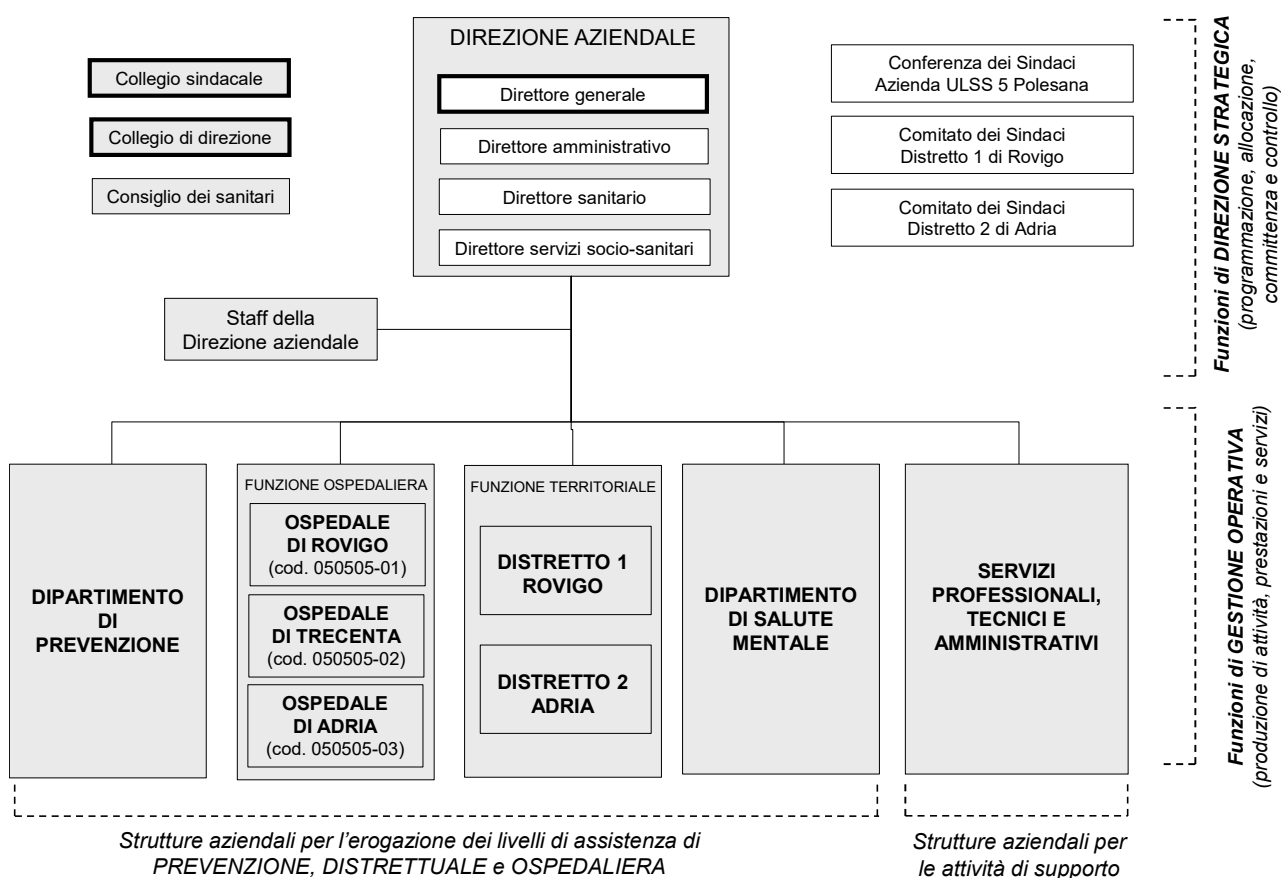 DIREZIONE AZIENDALE
Direttore generale
Direttore amministrativo
Direttore sanitario
Direttore servizi socio-sanitari
Collegio sindacale
Collegio di direzione
Consiglio dei sanitari
Conferenza dei Sindaci
Azienda ULSS 5 Polesana
Comitato dei Sindaci
Distretto 1 di Rovigo
Comitato dei Sindaci
Distretto 2 di Adria
Funzioni di DIREZIONE STRATEGICA
(programmazione, allocazione,
committenza e controllo)
Staff della
Direzione aziendale
DIPARTIMENTO
DI
PREVENZIONE
FUNZIONE OSPEDALIERA
OSPEDALE
DI ROVIGO
(cod. 050505-01)
OSPEDALE
DI TRECENTA
(cod. 050505-02)
OSPEDALE
DI ADRIA
(cod. 050505-03)
FUNZIONE TERRITORIALE
DISTRETTO 1
ROVIGO
DISTRETTO 2
ADRIA
DIPARTIMENTO
DI SALUTE
MENTALE
SERVIZI
PROFESSIONALI,
TECNICI E
AMMINISTRATIVI
Funzioni di GESTIONE OPERATIVA
(produzione di attività, prestazioni e servizi)
Strutture aziendali per l’erogazione dei livelli di assistenza di
PREVENZIONE, DISTRETTUALE e OSPEDALIERA
Strutture aziendali per
le attività di supporto